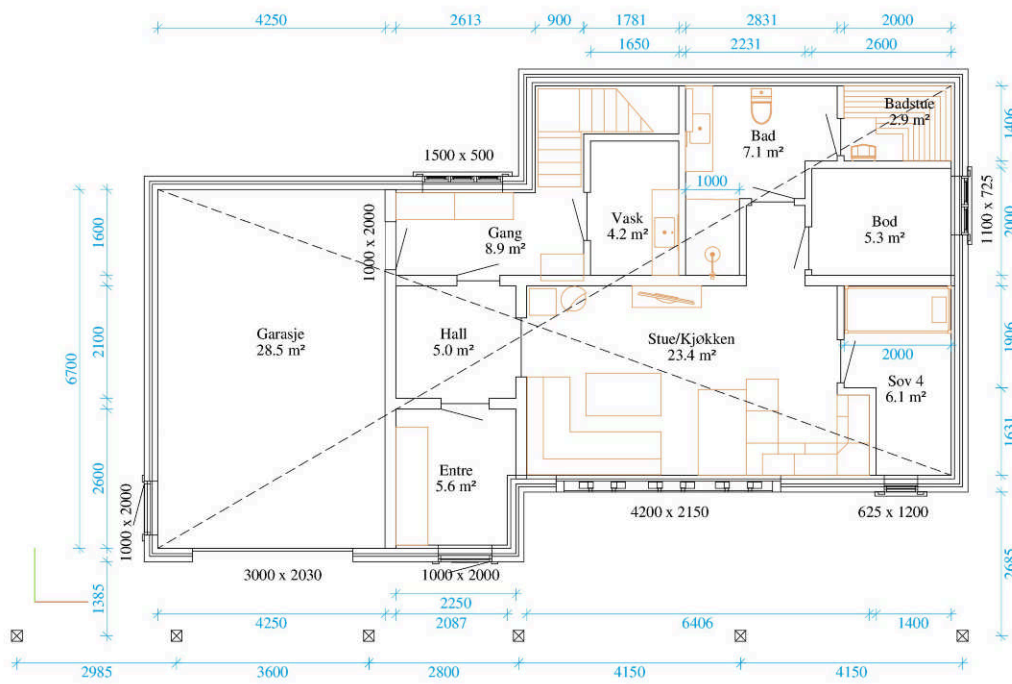 4250
2613
900
1781
2831
2000
1650
2231
2600
Badstue
2.9 m²
1406
Bad
7.1 m²
1500 x 500
1000
1100 x 725
1600
1000 x 2000
Gang
8.9 m²
Vask
4.2 m²
Bod
5.3 m²
2000
6700
2100
Garasje
28.5 m²
Hall
5.0 m²
Stue/Kjøkken
23.4 m²
2000
1906
Sov 4
6.1 m²
1631
2600
Entre
5.6 m²
1000 x 2000
4200 x 2150
625 x 1200
3000 x 2030
1000 x 2000
2685
1385
2250
4250
2087
6406
1400
2985
3600
2800
4150
4150